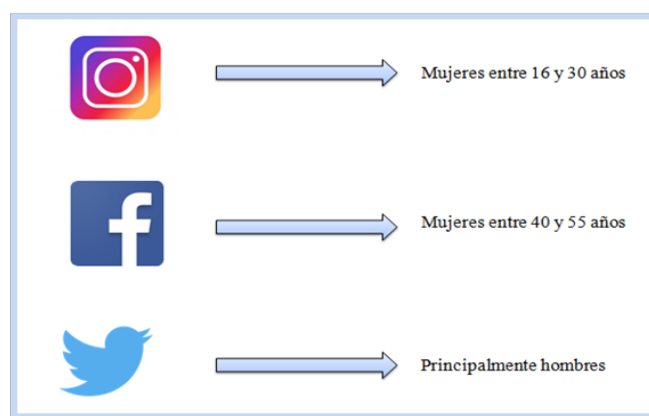 Mujeres entre 16 y 30 años
Mujeres entre 40 y 55 años
Principalmente hombres